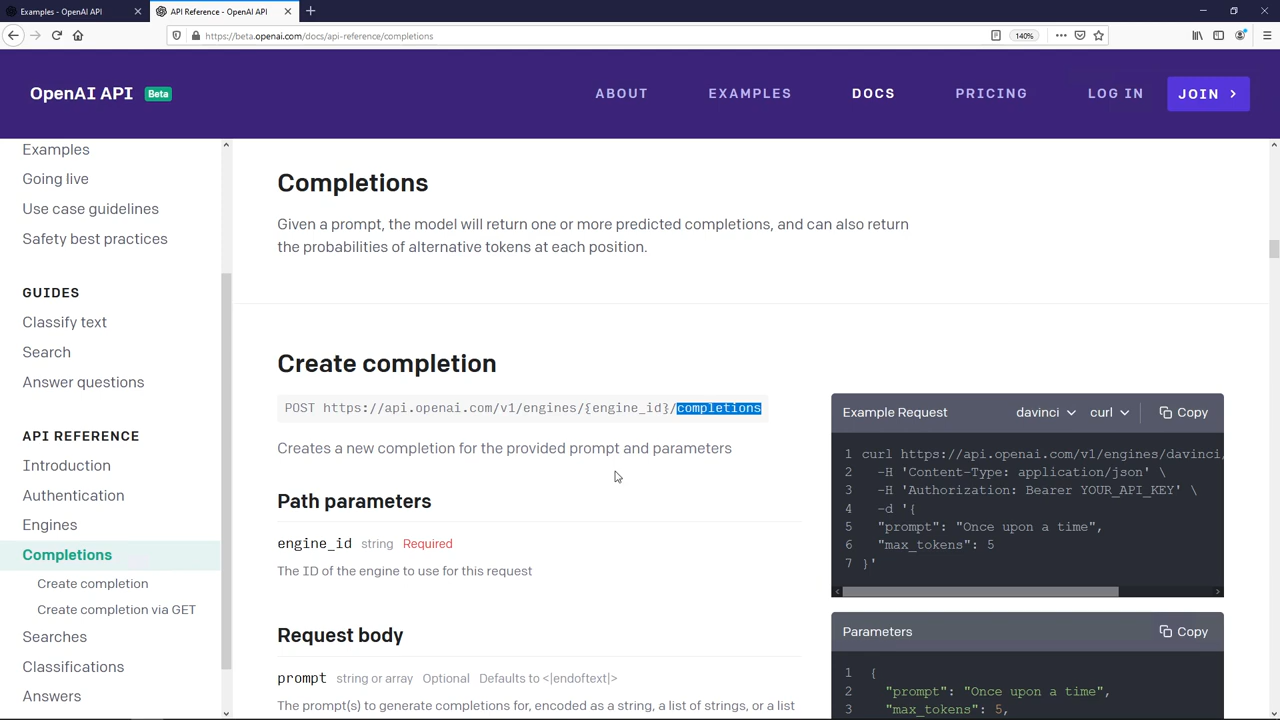 Examples - OpenAI API
API Reference - OpenAI API
https://beta.openai.com/docs/api-reference/completions
140%
OpenAI API
Beta
ABOUT
EXAMPLES
DOCS
PRICING
LOG IN
JOIN
Examples
Going live
Use case guidelines
Safety best practices
GUIDES
Classify text
Search
Answer questions
API REFERENCE
Introduction
Authentication
Engines
Completions
Create completion
Create completion via GET
Searches
Classifications
Answers
Completions
Given a prompt, the model will return one or more predicted completions, and can also return
the probabilities of alternative tokens at each position.
Create completion
POST https://api.openai.com/v1/engines/{engine_id}/completions
Creates a new completion for the provided prompt and parameters
Path parameters
engine_id string Required
The ID of the engine to use for this request
Request body
prompt string or array Optional Defaults to <|endoftext|>
The prompt(s) to generate completions for, encoded as a string, a list of strings, or a list
Example Request davinci curl Copy
1 curl https://api.openai.com/v1/engines/davinci/
2 -H 'Content-Type: application/json' \
3 -H 'Authorization: Bearer YOUR_API_KEY' \
4 -d '{
5 "prompt": "Once upon a time",
6 "max_tokens": 5
7 }'
Parameters Copy
1 {
2 "prompt": "Once upon a time",
3 "max_tokens": 5,